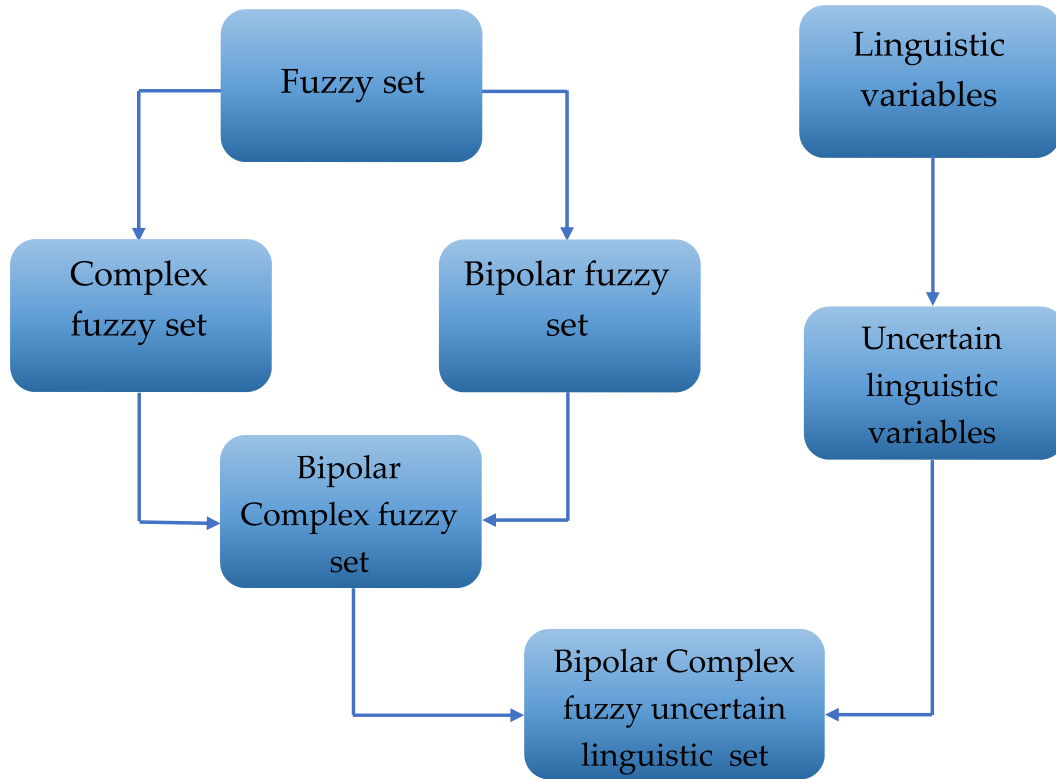 Fuzzy set
Linguistic
variables
Complex
fuzzy set
Bipolar fuzzy
set
Uncertain
linguistic
variables
Bipolar
Complex fuzzy
set
Bipolar Complex
fuzzy uncertain
linguistic set